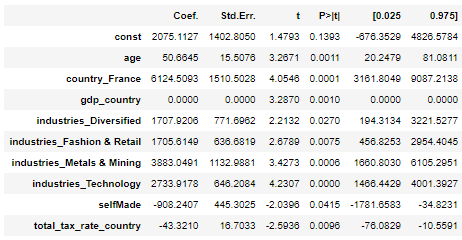 Coef. Std.Err. t P>|t| [0.025 0.975]
const 2075.1127 1402.8050 1.4793 0.1393 -676.3529 4826.5784
age 50.6645 15.5076 3.2671 0.0011 20.2479 81.0811
country_France 6124.5093 1510.5028 4.0546 0.0001 3161.8049 9087.2138
gdp_country 0.0000 0.0000 3.2870 0.0010 0.0000 0.0000
industries_Diversified 1707.9206 771.6962 2.2132 0.0270 194.3134 3221.5277
industries_Fashion & Retail 1705.6149 636.6819 2.6789 0.0075 456.8253 2954.4045
industries_Metals & Mining 3883.0491 1132.9881 3.4273 0.0006 1660.8030 6105.2951
industries_Technology 2733.9178 646.2084 4.2307 0.0000 1466.4429 4001.3927
selfMade -908.2407 445.3025 -2.0396 0.0415 -1781.6583 -34.8231
total_tax_rate_country -43.3210 16.7033 -2.5936 0.0096 -76.0829 -10.5591